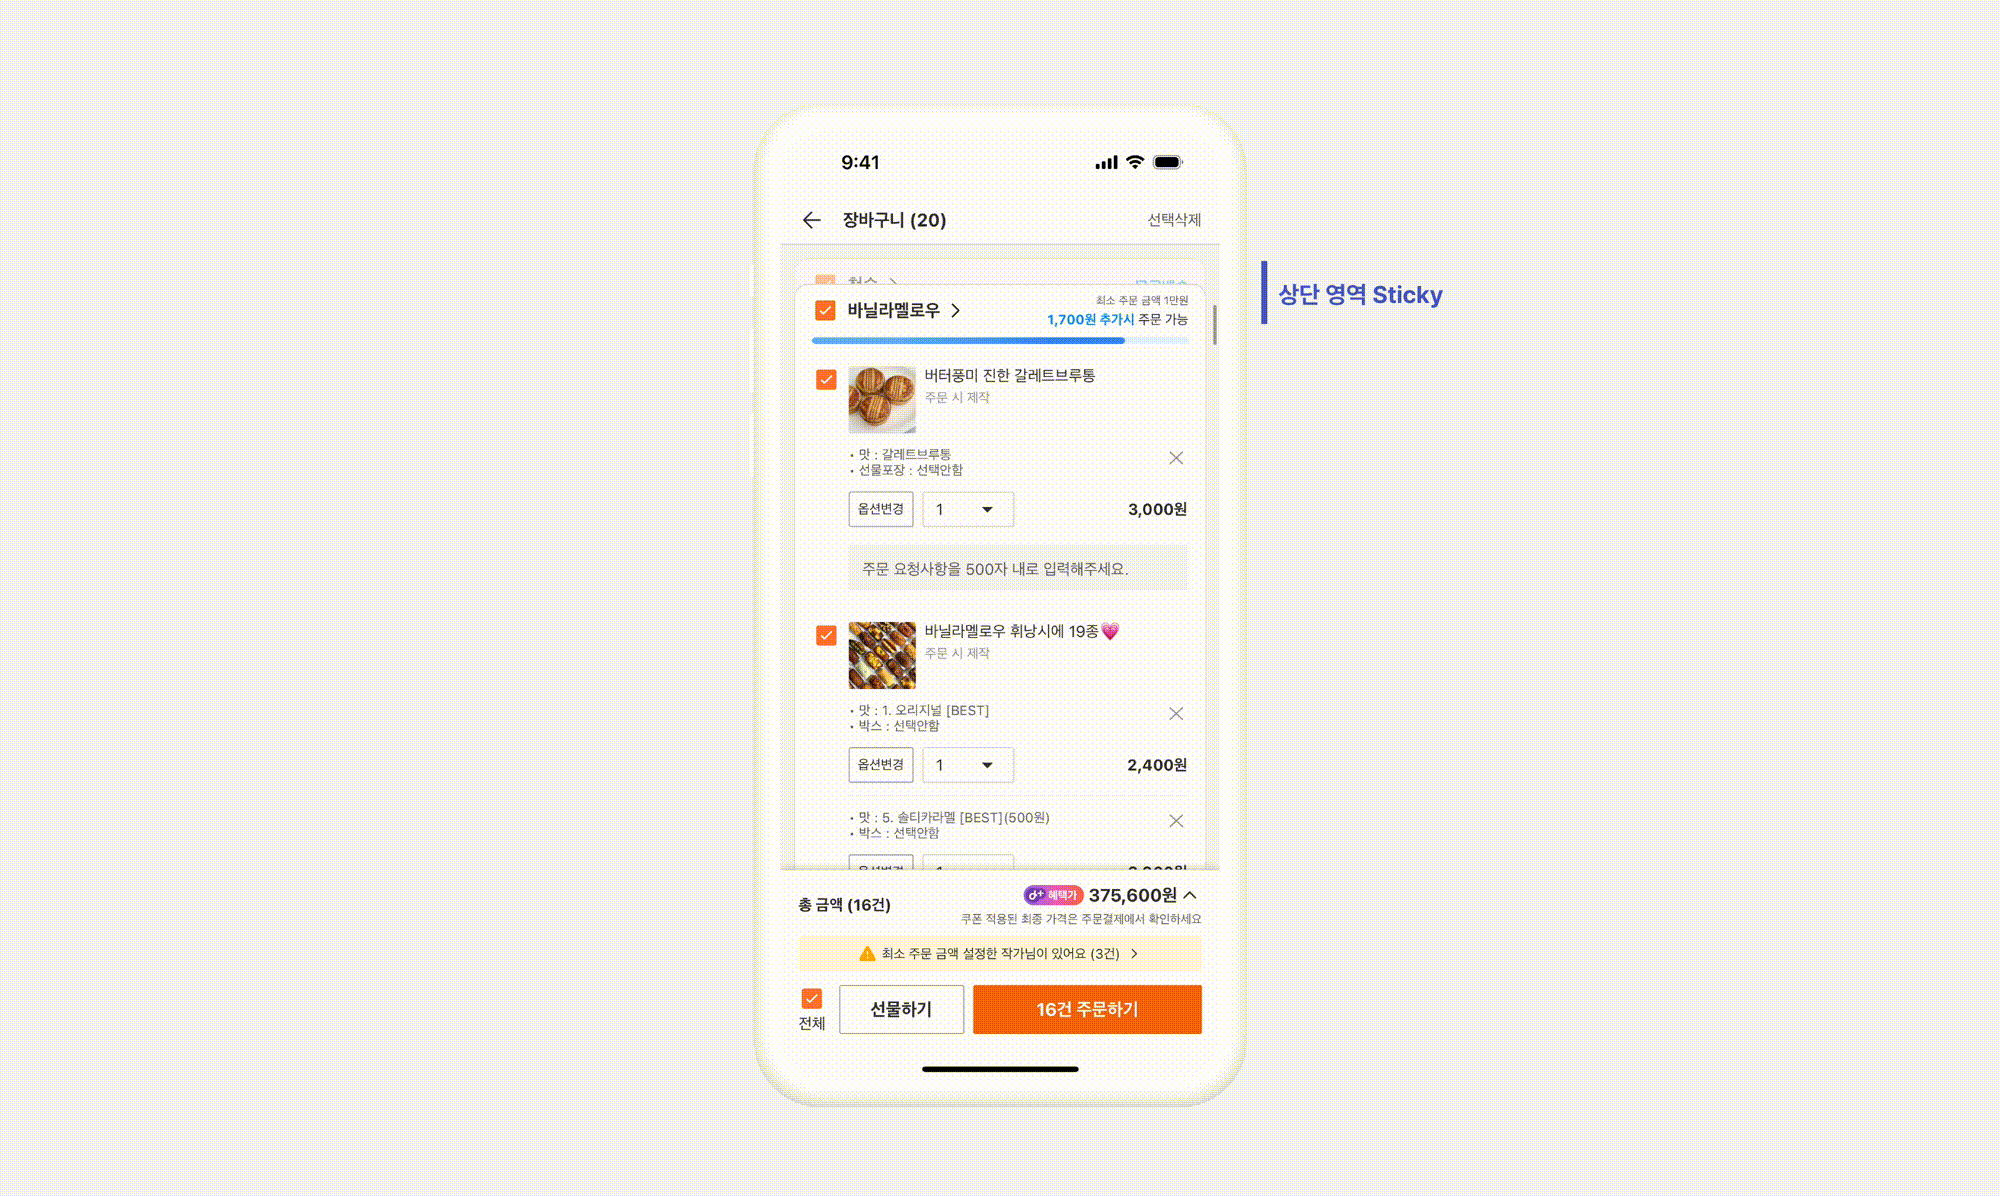 9:41
장바구니 (20)
선택삭제
바닐라멜로우
최소 주문 금액 1만원
1,700원 추가시 주문 가능
상단 영역 Sticky
버터풍미 진한 갈레트브루통
주문 시 제작
• 맛 : 갈레트브루통
• 선물포장 : 선택안함
옵션변경
1
3,000원
주문 요청사항을 500자 내로 입력해주세요.
바닐라멜로우 휘낭시에 19종💗
주문 시 제작
• 맛 : 1. 오리지널 [BEST]
• 박스 : 선택안함
옵션변경
1
2,400원
• 맛 : 5. 솔티카라멜 [BEST](500원)
• 박스 : 선택안함
총 금액 (16건)
d+ 혜택가 375,600원
쿠폰 적용된 최종 가격은 주문결제에서 확인하세요
최소 주문 금액 설정한 작가님이 있어요 (3건)
전체
선물하기
16건 주문하기